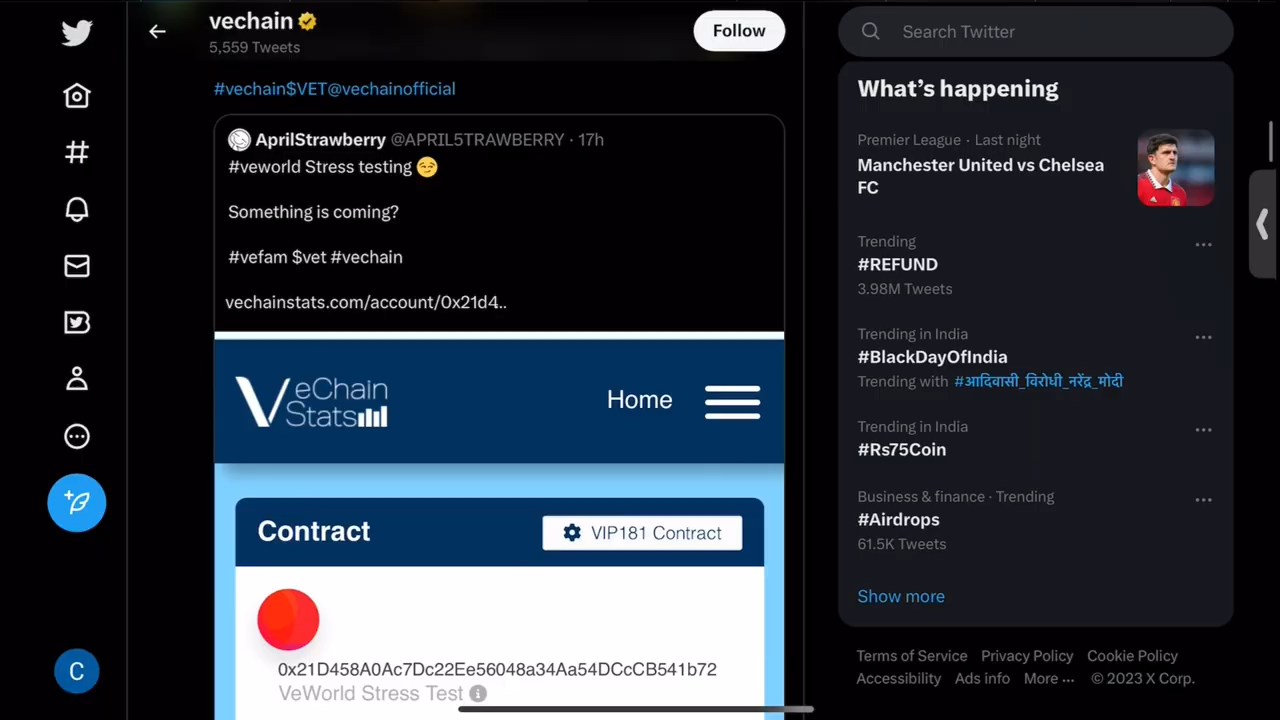 vechain
5,559 Tweets
Follow
#vechain$VET@vechainofficial
AprilStrawberry @APRIL5TRAWBERRY · 17h
#veworld Stress testing 😏
Something is coming?
#vefam $vet #vechain
vechainstats.com/account/0x21d4..
VeChain
Stats
Home
Contract
VIP181 Contract
0x21D458A0Ac7Dc22Ee56048a34Aa54DCcCB541b72
VeWorld Stress Test
C
Search Twitter
What's happening
Premier League · Last night
Manchester United vs Chelsea
FC
Trending
#REFUND
3.98M Tweets
Trending in India
#BlackDayOfIndia
Trending with #आदिवासी_विरोधी_नरेंद्र_मोदी
Trending in India
#Rs75Coin
Business & finance · Trending
#Airdrops
61.5K Tweets
Show more
Terms of Service Privacy Policy Cookie Policy
Accessibility Ads info More ··· © 2023 X Corp.